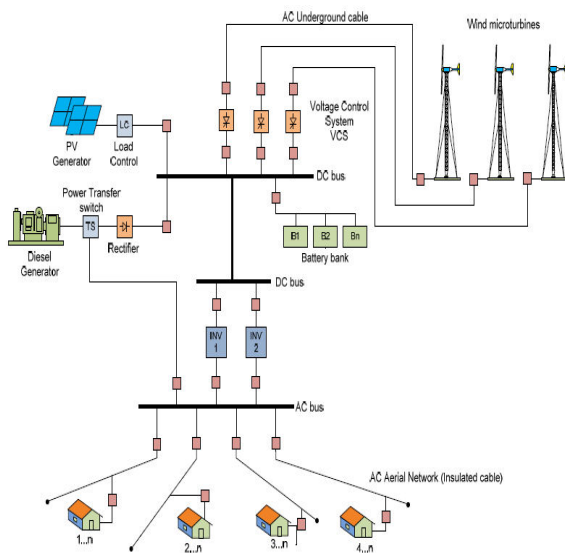 AC Underground cable
Wind microturbines
LC
PV
Generator
Load
Control
Voltage Control
System
VCS
DC bus
Power Transfer
switch
TS
Rectifier
Diesel
Generator
B1
B2
Bn
Battery bank
DC bus
INV
1
INV
2
AC bus
AC Aerial Network (Insulated cable)
1...n
2...n
3...n
4...n